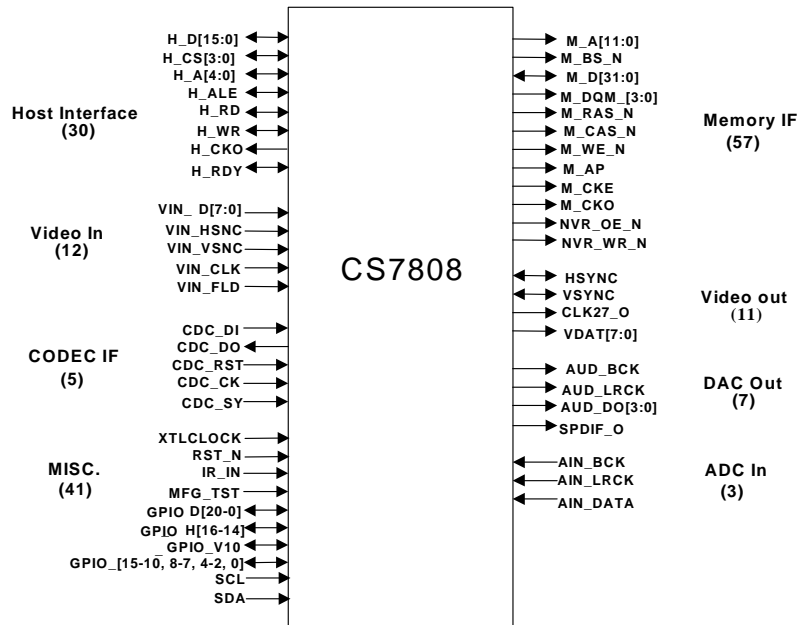 H_D[15:0]
H_CS[3:0]
H_A[4:0]
H_ALE
H_RD
H_WR
H_CKO
H_RDY
Host Interface
(30)
VIN_ D[7:0]
VIN_HSNC
VIN_VSNC
VIN_CLK
VIN_FLD
Video In
(12)
CDC_DI
CDC_DO
CDC_RST
CDC_CK
CDC_SY
CODEC IF
(5)
XTLCLOCK
RST_N
IR_IN
MFG_TST
GPIO_D[20-0]
GPIO_H[16-14]
GPIO_V10
GPIO_[15-10, 8-7, 4-2, 0]
SCL
SDA
MISC.
(41)
CS7808
M_A[11:0]
M_BS_N
M_D[31:0]
M_DQM_[3:0]
M_RAS_N
M_CAS_N
M_WE_N
M_AP
M_CKE
M_CKO
NVR_OE_N
NVR_WR_N
Memory IF
(57)
HSYNC
VSYNC
CLK27_O
VDAT[7:0]
Video out
(11)
AUD_BCK
AUD_LRCK
AUD_DO[3:0]
SPDIF_O
DAC Out
(7)
AIN_BCK
AIN_LRCK
AIN_DATA
ADC In
(3)